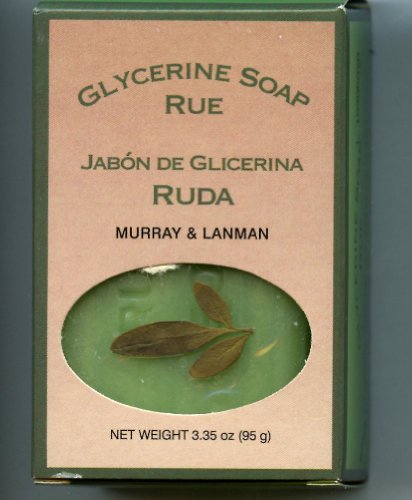 GLYCERINE SOAP
RUE
JABÓN DE GLICERINA
RUDA
MURRAY & LANMAN
NET WEIGHT 3.35 oz (95 g)